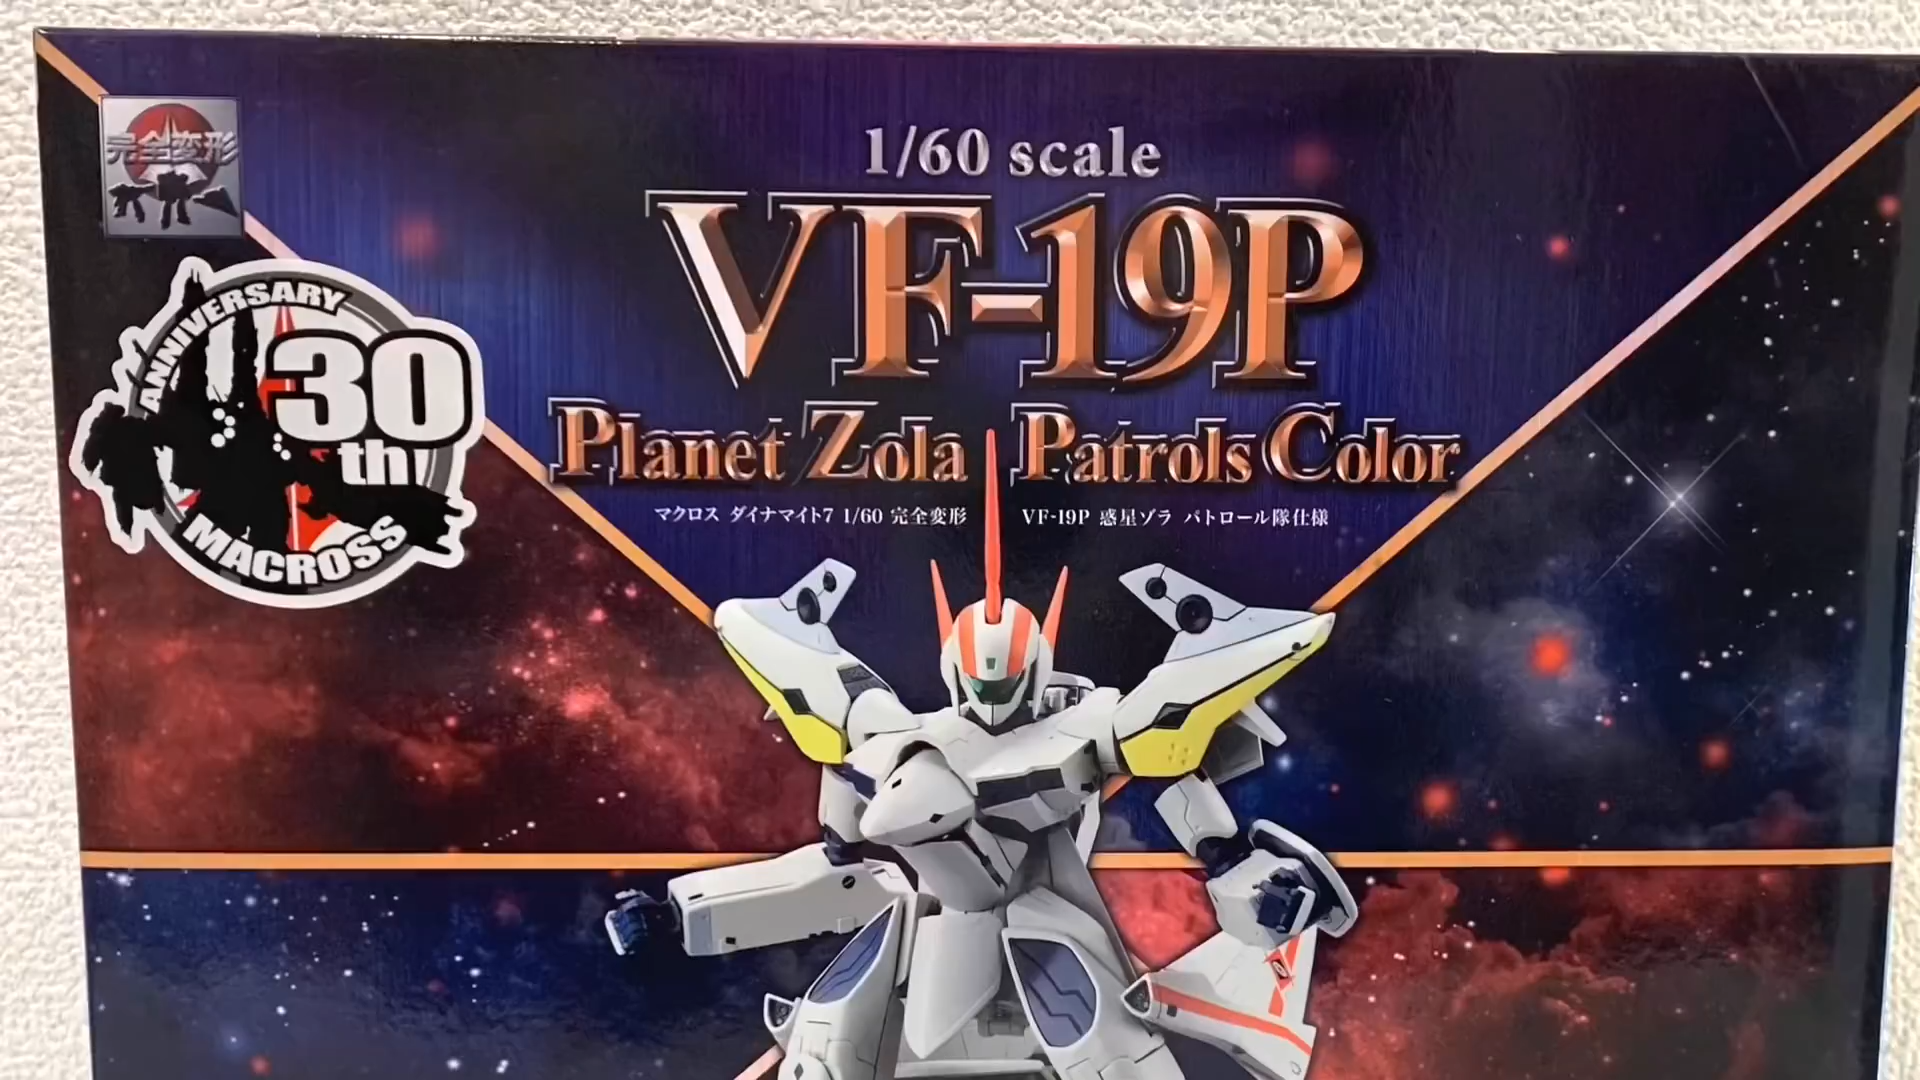 完全変形
1/60 scale
VF-19P
Planet Zola Patrols Color
マクロス ダイナマイト7 1/60 完全変形 VF-19P 惑星ゾラ パトロール隊仕様
ANNIVERSARY
30
th
MACROSS